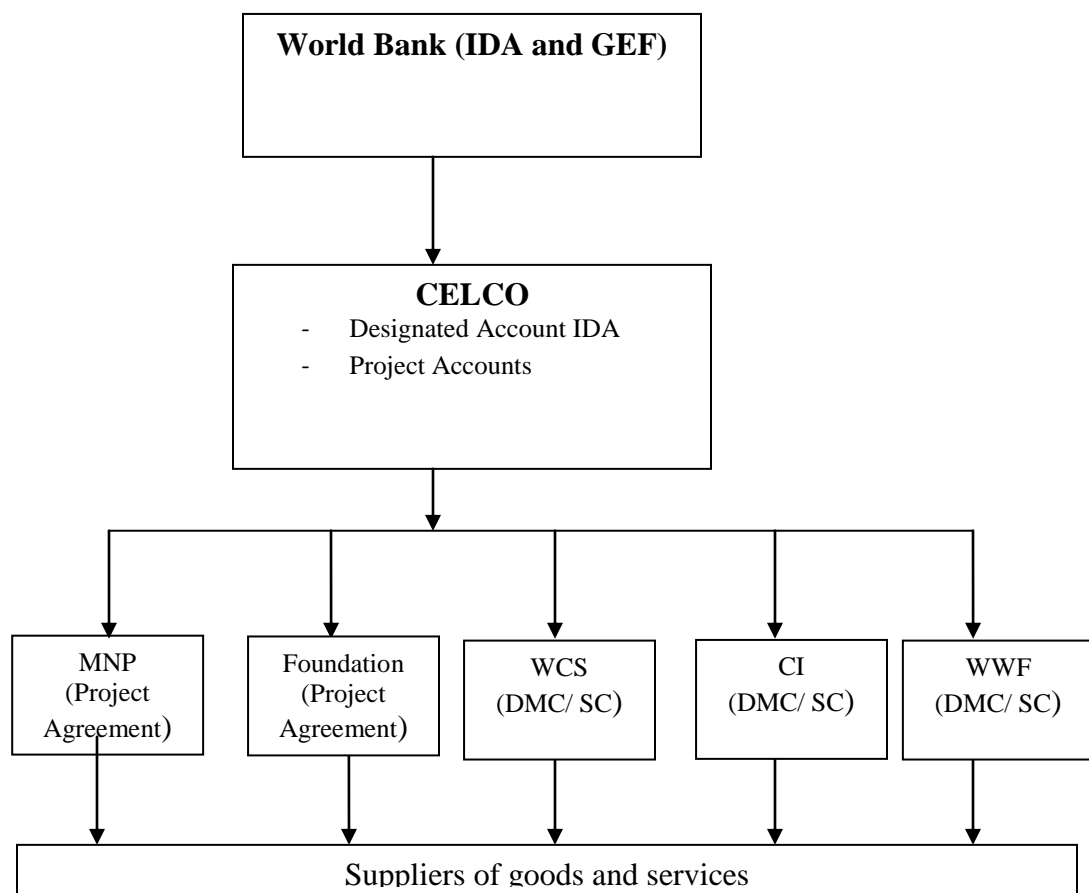 World Bank (IDA and GEF)
CELCO
- Designated Account IDA
- Project Accounts
MNP
(Project
Agreement)
Foundation
(Project
Agreement)
WCS
(DMC/ SC)
CI
(DMC/ SC)
WWF
(DMC/ SC)
Suppliers of goods and services